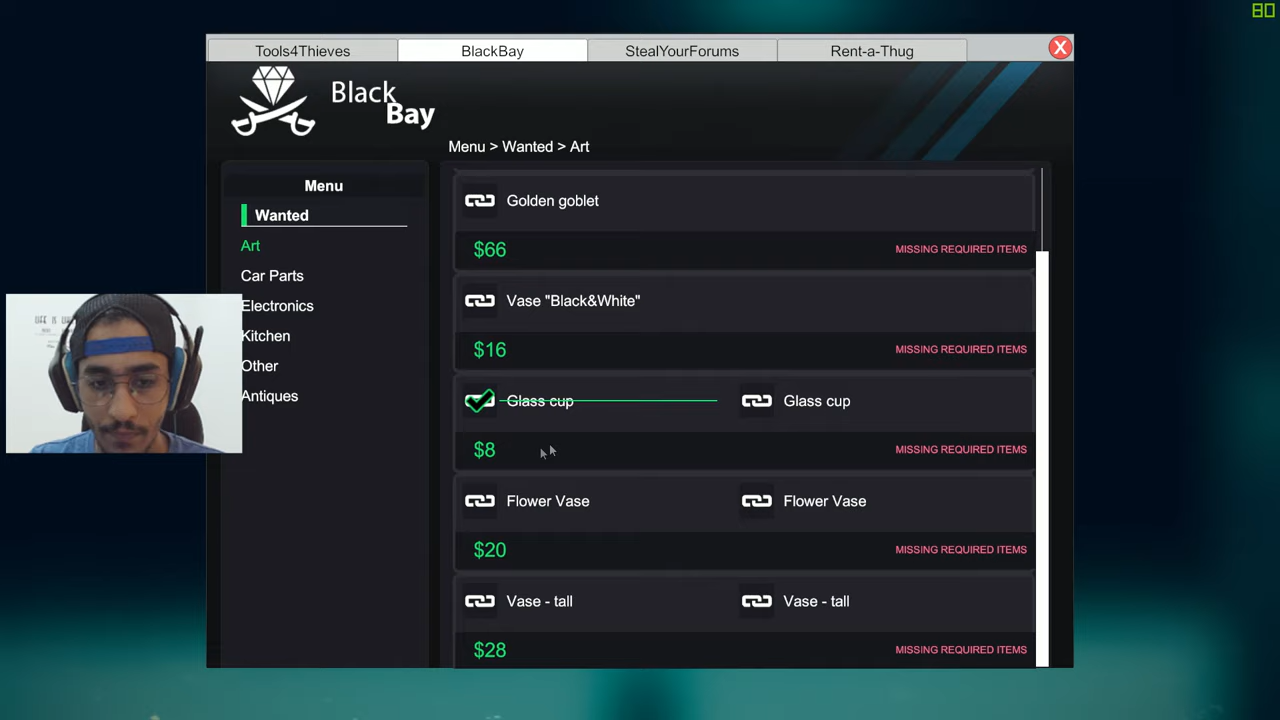 80
Tools4Thieves
BlackBay
StealYourForums
Rent-a-Thug
X
Black
Bay
Menu > Wanted > Art
Menu
Wanted
Art
Car Parts
Electronics
Kitchen
Other
Antiques
Golden goblet
$66
MISSING REQUIRED ITEMS
Vase "Black&White"
$16
MISSING REQUIRED ITEMS
Glass cup
Glass cup
$8
MISSING REQUIRED ITEMS
Flower Vase
Flower Vase
$20
MISSING REQUIRED ITEMS
Vase - tall
Vase - tall
$28
MISSING REQUIRED ITEMS